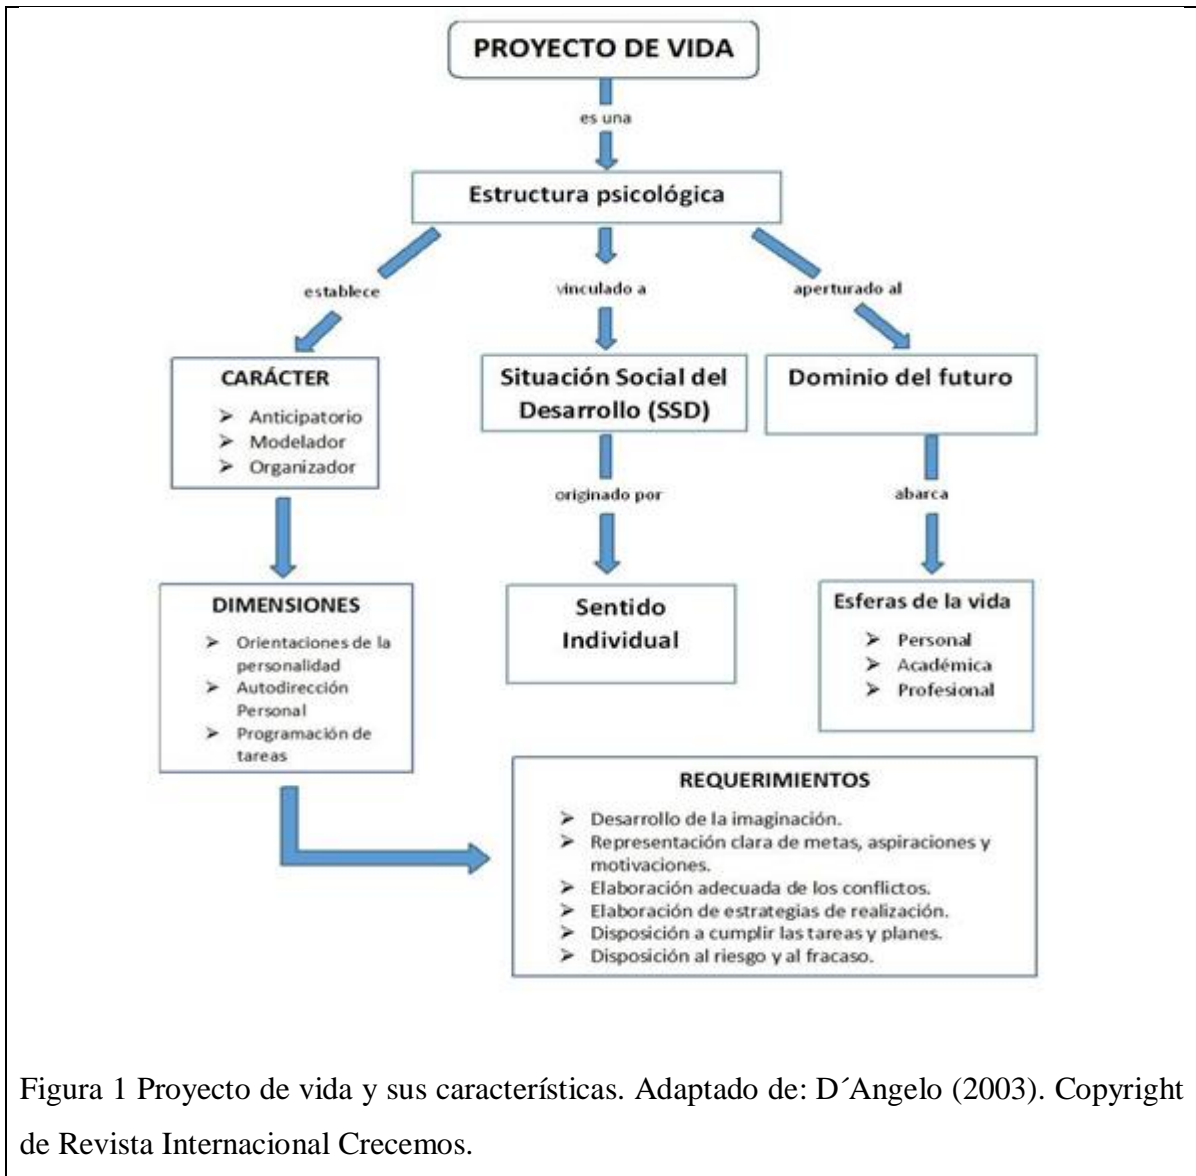 PROYECTO DE VIDA
es una
Estructura psicológica
establece
vinculado a
aperturado al
CARÁCTER
➢ Anticipatorio
➢ Modelador
➢ Organizador
Situación Social del
Desarrollo (SSD)
Dominio del futuro
originado por
abarca
DIMENSIONES
➢ Orientaciones de la
personalidad
➢ Autodirección
Personal
➢ Programación de
tareas
Sentido
Individual
Esferas de la vida
➢ Personal
➢ Académica
➢ Profesional
REQUERIMIENTOS
➢ Desarrollo de la imaginación.
➢ Representación clara de metas, aspiraciones y
motivaciones.
➢ Elaboración adecuada de los conflictos.
➢ Elaboración de estrategias de realización.
➢ Disposición a cumplir las tareas y planes.
➢ Disposición al riesgo y al fracaso.
Figura 1 Proyecto de vida y sus características. Adaptado de: D´Angelo (2003). Copyright
de Revista Internacional Crecemos.